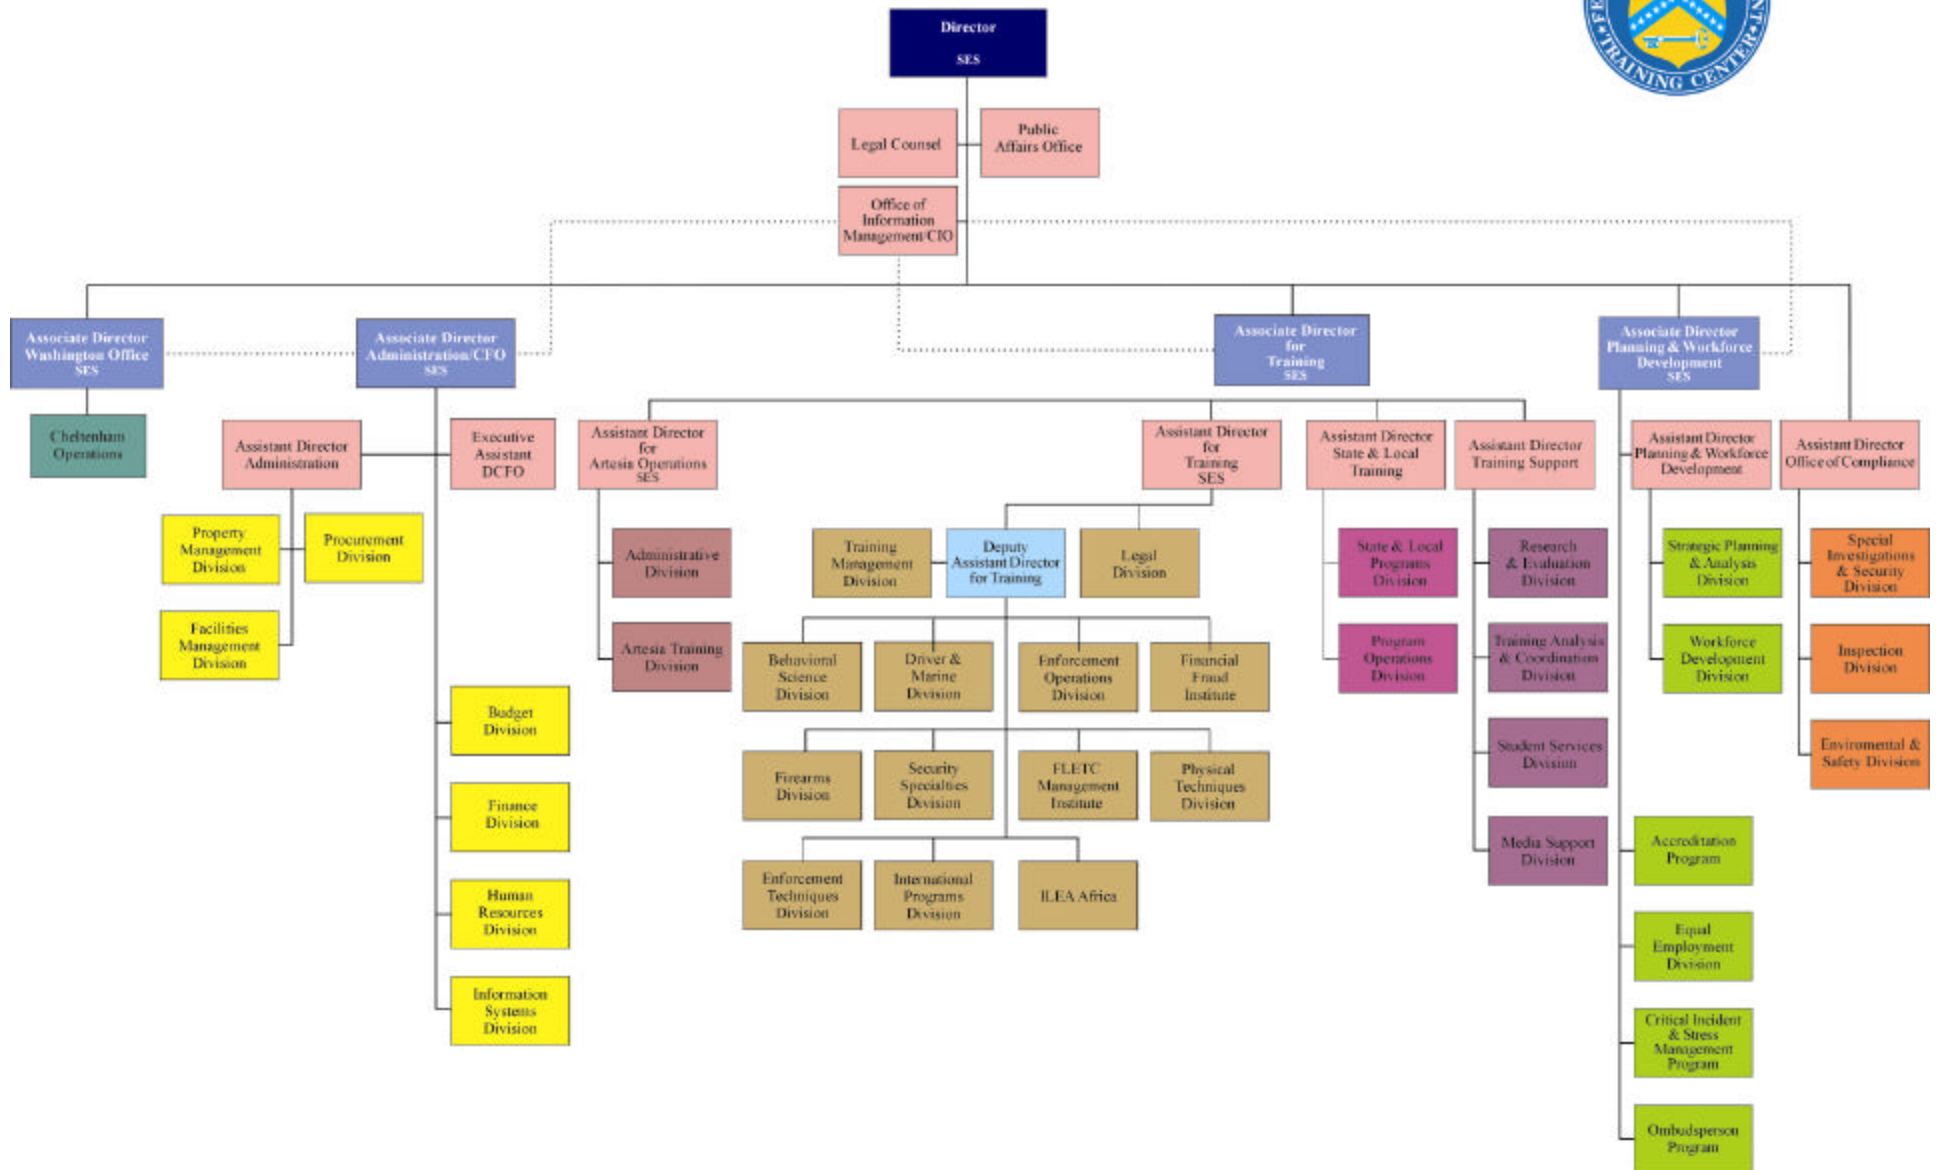 Director
SES
FE
NT
TRAINING CENTER
Legal Counsel
Public
Affairs Office
Office of
Information
Management/CIO
Associate Director
Washington Office
SES
Associate Director
Administration/CFO
SES
Associate Director
for
Training
SES
Associate Director
Planning & Workforce
Development
SES
Cheltenham
Operations
Assistant Director
Administration
Executive
Assistant
DCFO
Assistant Director
for
Artesia Operations
SES
Assistant Director
for
Training
SES
Assistant Director
State & Local
Training
Assistant Director
Training Support
Assistant Director
Planning & Workforce
Development
Assistant Director
Office of Compliance
Property
Management
Division
Procurement
Division
Facilities
Management
Division
Budget
Division
Finance
Division
Human
Resources
Division
Information
Systems
Division
Administrative
Division
Artesia Training
Division
Training
Management
Division
Deputy
Assistant Director
for Training
Legal
Division
Behavioral
Science
Division
Driver &
Marine
Division
Enforcement
Operations
Division
Financial
Fraud
Institute
Firearms
Division
Security
Specialties
Division
FLETC
Management
Institute
Physical
Techniques
Division
Enforcement
Techniques
Division
International
Programs
Division
ILEA Africa
State & Local
Programs
Division
Program
Operations
Division
Research
& Evaluation
Division
Training Analysis
& Coordination
Division
Student Services
Division
Media Support
Division
Strategic Planning
& Analysis
Division
Workforce
Development
Division
Accreditation
Program
Equal
Employment
Division
Critical Incident
& Stress
Management
Program
Ombudsperson
Program
Special
Investigations
& Security
Division
Inspection
Division
Enviromental &
Safety Division